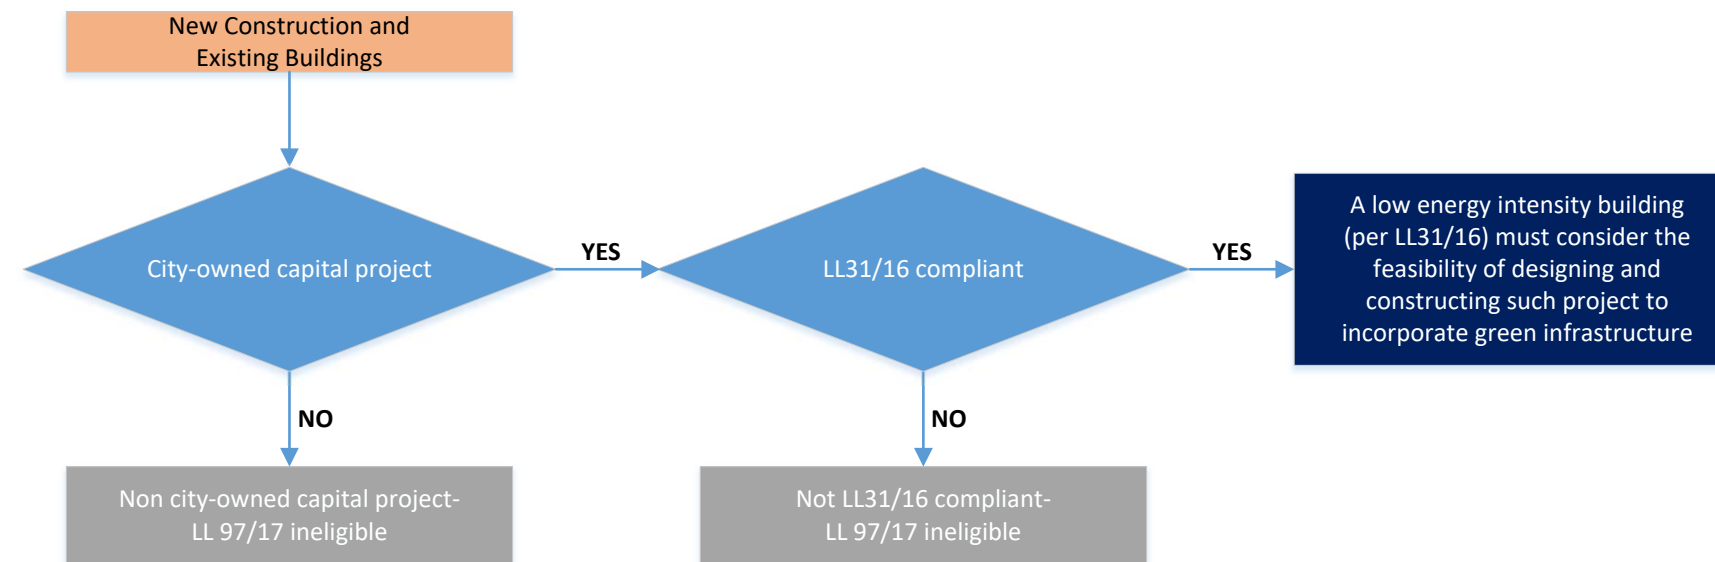 New Construction and
Existing Buildings
City-owned capital project
YES
LL31/16 compliant
YES
A low energy intensity building
(per LL31/16) must consider the
feasibility of designing and
constructing such project to
incorporate green infrastructure
NO
NO
Non city-owned capital project-
LL 97/17 ineligible
Not LL31/16 compliant-
LL 97/17 ineligible